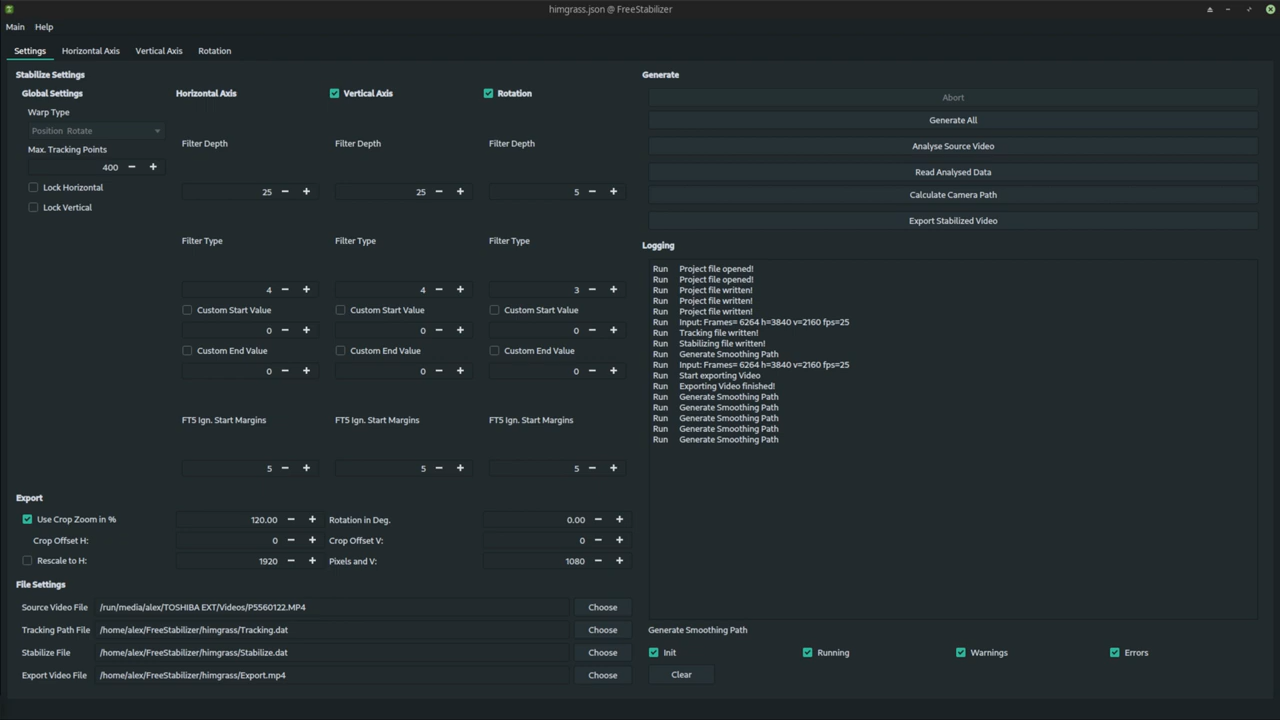 himgrass.json @ FreeStabilizer
Main Help
Settings Horizontal Axis Vertical Axis Rotation
Stabilize Settings
Global Settings Horizontal Axis Vertical Axis Rotation
Warp Type
Position Rotate
Filter Depth Filter Depth Filter Depth
Max. Tracking Points
400
Lock Horizontal
25 25 5
Lock Vertical
Filter Type Filter Type Filter Type
4 4 3
Custom Start Value Custom Start Value Custom Start Value
0 0 0
Custom End Value Custom End Value Custom End Value
0 0 0
FT5 Ign. Start Margins FT5 Ign. Start Margins FT5 Ign. Start Margins
5 5 5
Export
Use Crop Zoom in % 120.00 Rotation in Deg. 0.00
Crop Offset H: 0 Crop Offset V: 0
Rescale to H: 1920 Pixels and V: 1080
File Settings
Source Video File /run/media/alex/TOSHIBA EXT/Videos/P5560122.MP4 Choose
Tracking Path File /home/alex/FreeStabilizer/himgrass/Tracking.dat Choose
Stabilize File /home/alex/FreeStabilizer/himgrass/Stabilize.dat Choose
Export Video File /home/alex/FreeStabilizer/himgrass/Export.mp4 Choose
Generate
Abort
Generate All
Analyse Source Video
Read Analysed Data
Calculate Camera Path
Export Stabilized Video
Logging
Run Project file opened!
Run Project file opened!
Run Project file written!
Run Project file written!
Run Project file written!
Run Input: Frames= 6264 h=3840 v=2160 fps=25
Run Tracking file written!
Run Stabilizing file written!
Run Generate Smoothing Path
Run Input: Frames= 6264 h=3840 v=2160 fps=25
Run Start exporting Video
Run Exporting Video finished!
Run Generate Smoothing Path
Run Generate Smoothing Path
Run Generate Smoothing Path
Run Generate Smoothing Path
Run Generate Smoothing Path
Generate Smoothing Path
Init Running Warnings Errors
Clear